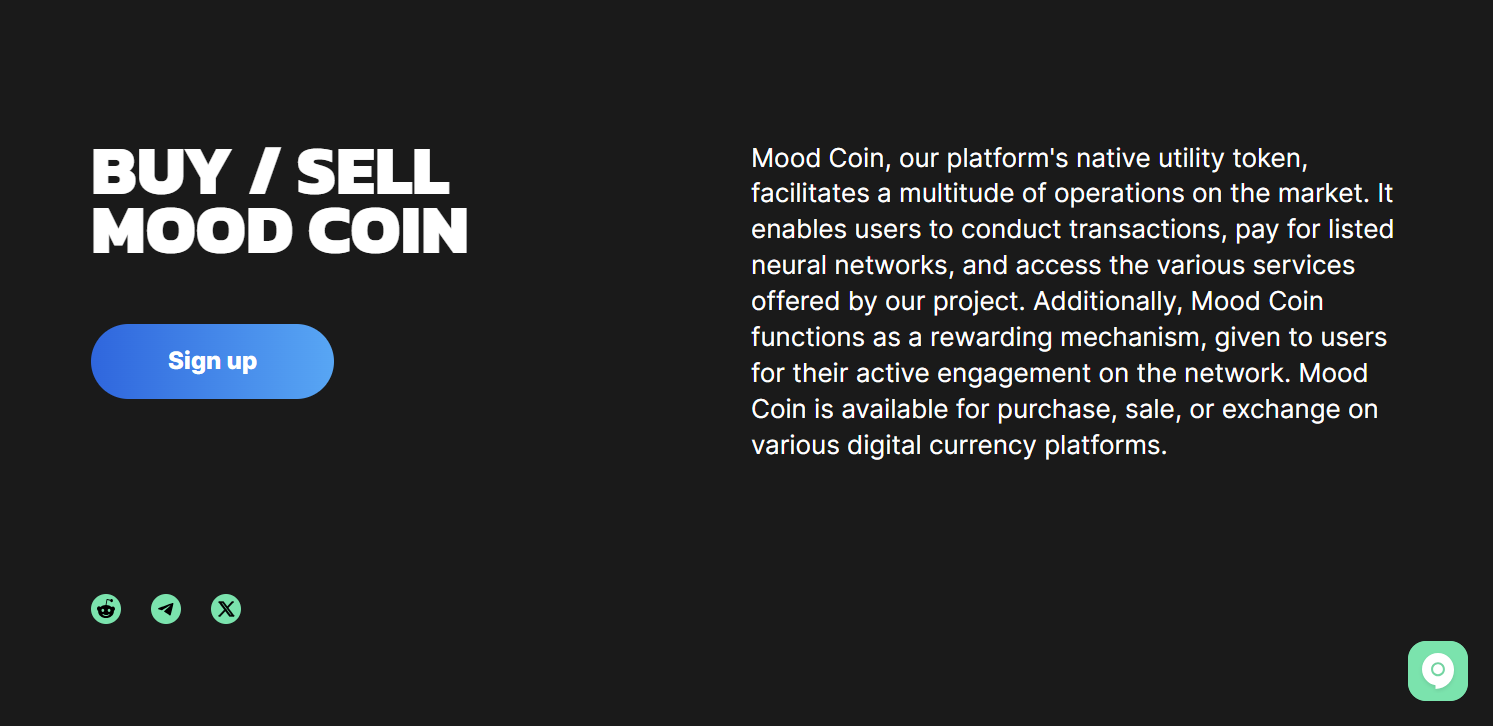 BUY / SELL
MOOD COIN
Sign up
Mood Coin, our platform's native utility token,
facilitates a multitude of operations on the market. It
enables users to conduct transactions, pay for listed
neural networks, and access the various services
offered by our project. Additionally, Mood Coin
functions as a rewarding mechanism, given to users
for their active engagement on the network. Mood
Coin is available for purchase, sale, or exchange on
various digital currency platforms.